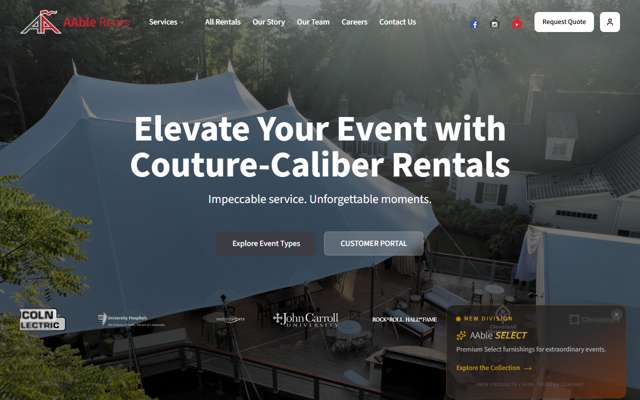 AAble Rents
Services
All Rentals
Our Story
Our Team
Careers
Contact Us
Request Quote
Elevate Your Event with
Couture-Caliber Rentals
Impeccable service. Unforgettable moments.
Explore Event Types
CUSTOMER PORTAL
COLN
LECTRIC
University Hospitals
John Carroll
UNIVERSITY
ROCK & ROLL HALL OF FAME
NEW DIVISION
AAble SELECT
Premium Select furnishings for extraordinary events.
Explore the Collection →